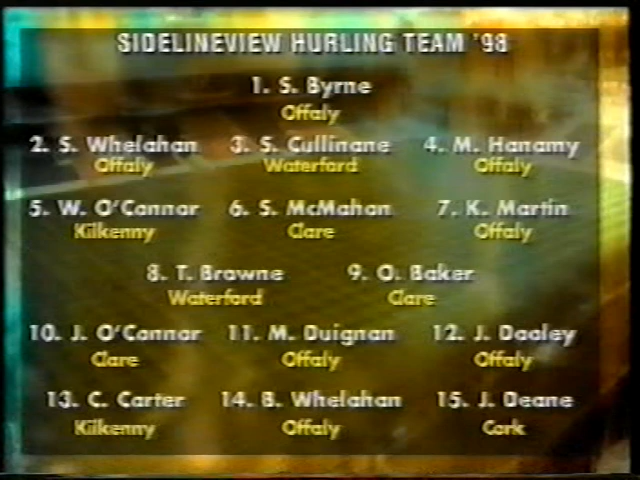 SIDELINEVIEW HURLING TEAM '98
1. S. Byrne
Offaly
2. S. Whelahan 3. S. Cullinane 4. M. Hanamy
Offaly Waterford Offaly
5. W. O'Connor 6. S. McMahon 7. K. Martin
Kilkenny Clare Offaly
8. T. Browne 9. O. Baker
Waterford Clare
10. J. O'Connor 11. M. Duignan 12. J. Dooley
Clare Offaly Offaly
13. C. Carter 14. B. Whelahan 15. J. Deane
Kilkenny Offaly Cork